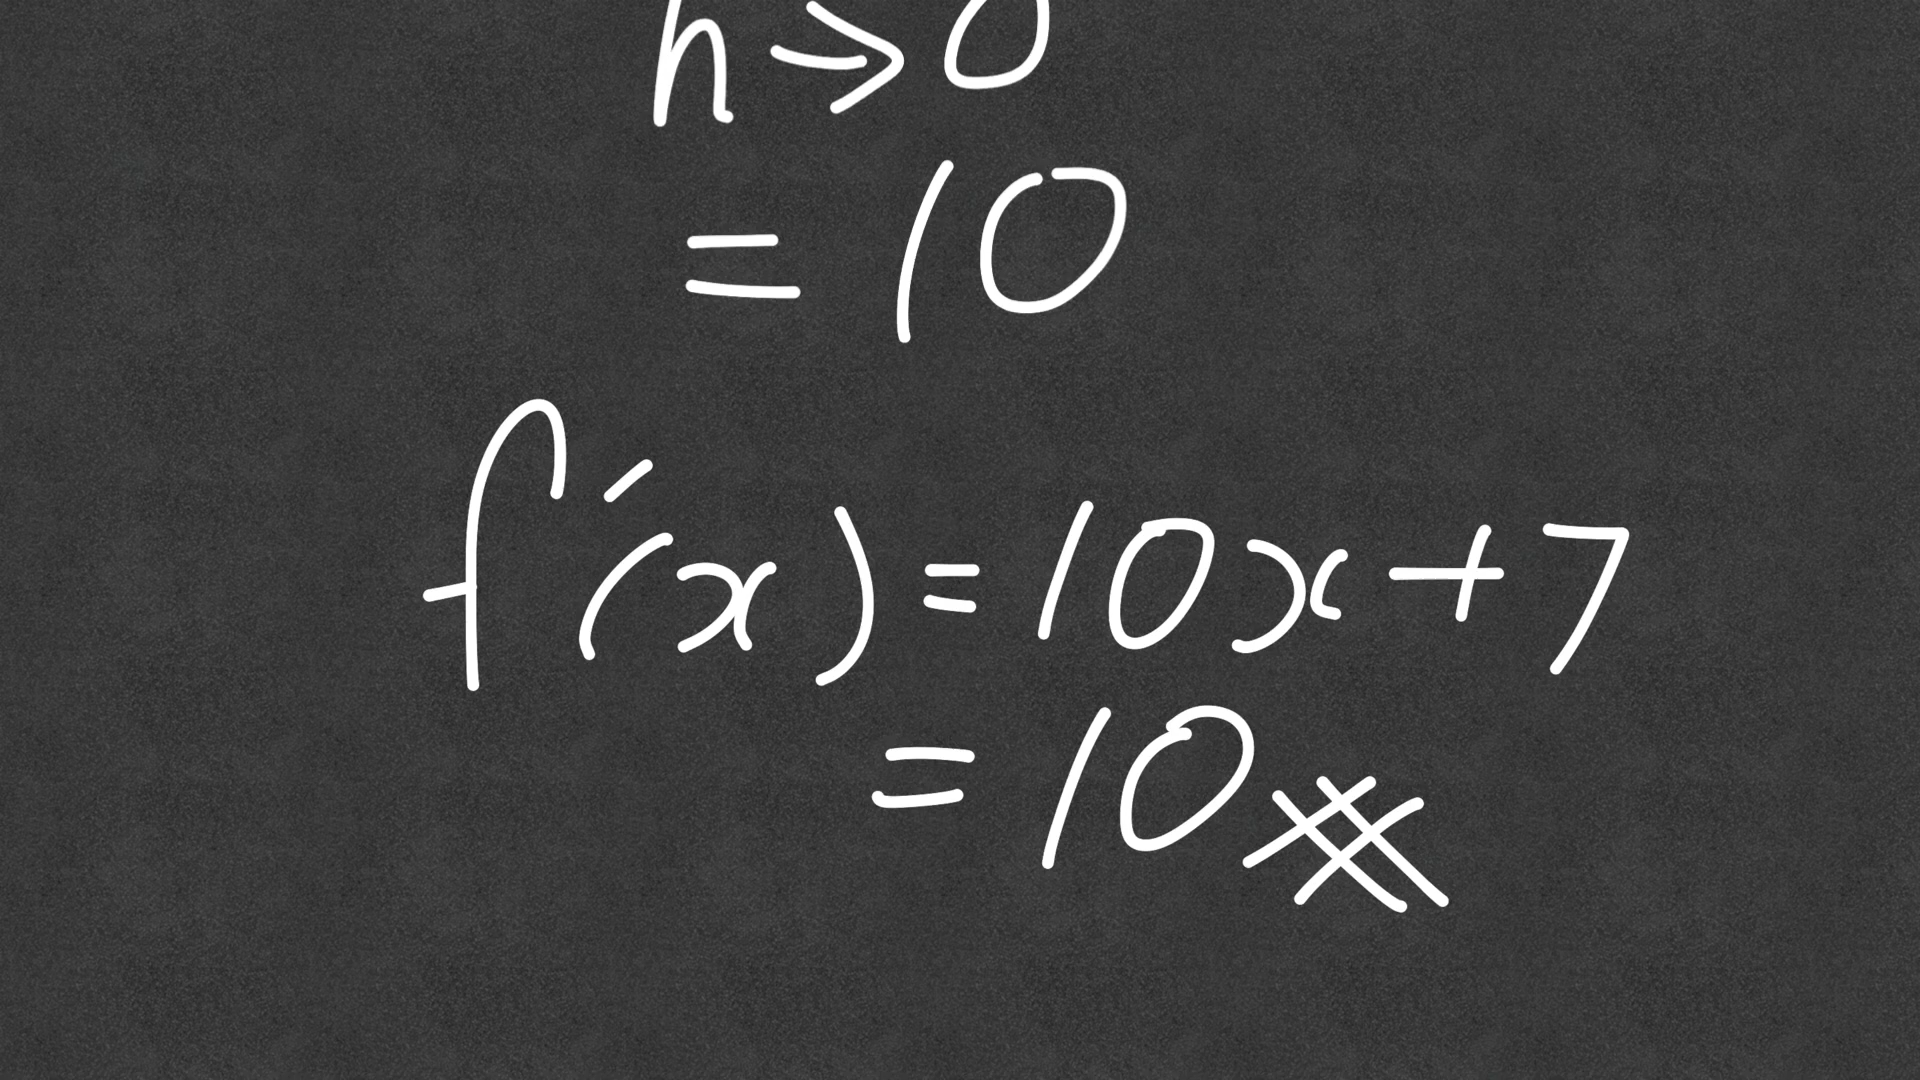 h→0
= 10
f'(x) = 10x+7
= 10